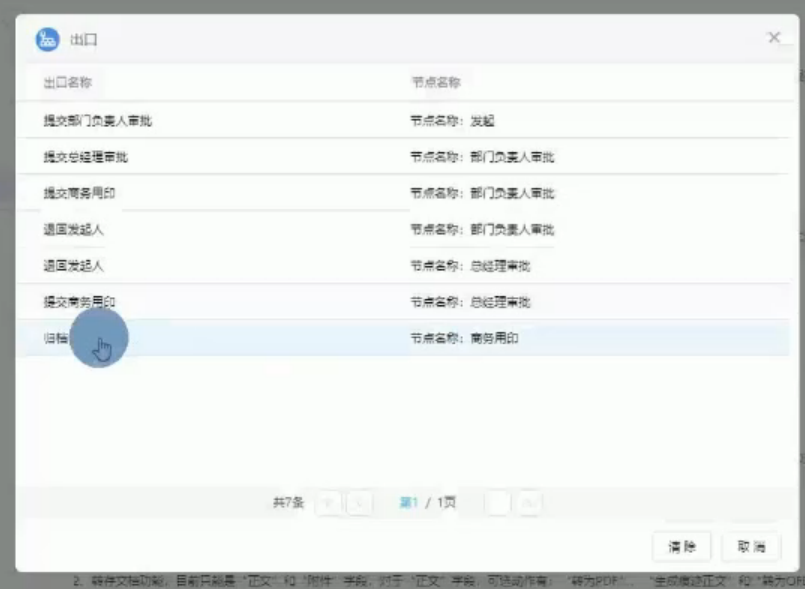 出口
出口名称 节点名称
提交部门负责人审批 节点名称：发起
提交总经理审批 节点名称：部门负责人审批
提交商务用印 节点名称：部门负责人审批
退回发起人 节点名称：部门负责人审批
退回发起人 节点名称：总经理审批
提交商务用印 节点名称：总经理审批
归档 节点名称：商务用印
共7条 第1 / 1页
清除 取消
2、转存文档功能，目前只能是“正文”和“附件”字段，对于“正文”字段，可选动作有：“转为PDF”、“生成痕迹正文”和“转为OFD